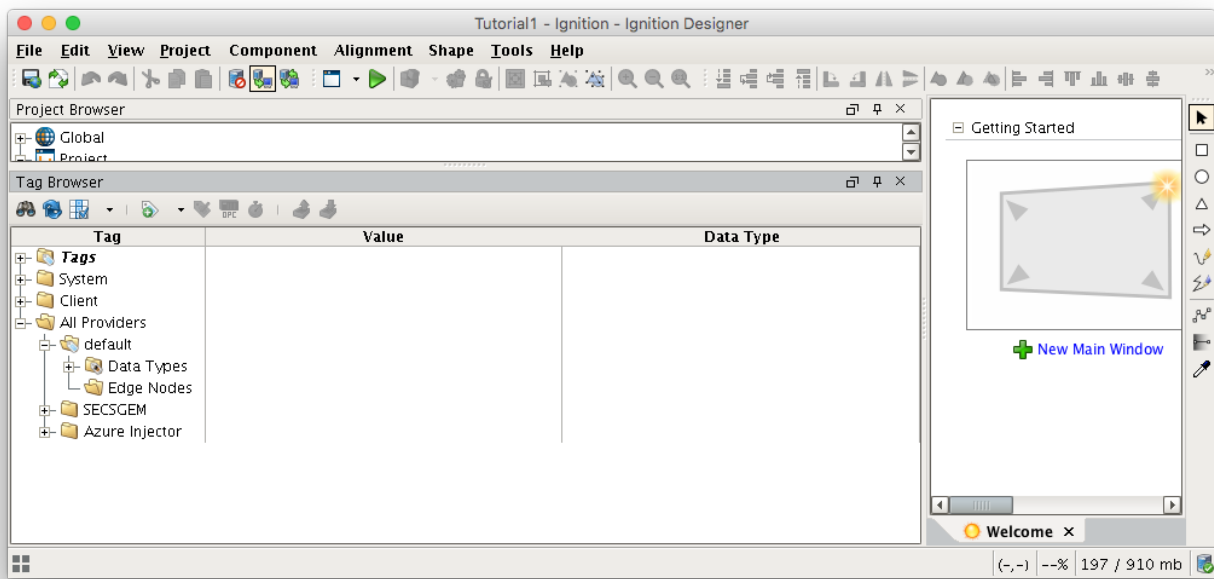 Tutorial1 - Ignition - Ignition Designer
File Edit View Project Component Alignment Shape Tools Help
Project Browser
Global
Project
Tag Browser
OPC
Tag Value Data Type
Tags
System
Client
All Providers
default
Data Types
Edge Nodes
SECSGEM
Azure Injector
Getting Started
New Main Window
Welcome
(-,-) --% 197 / 910 mb